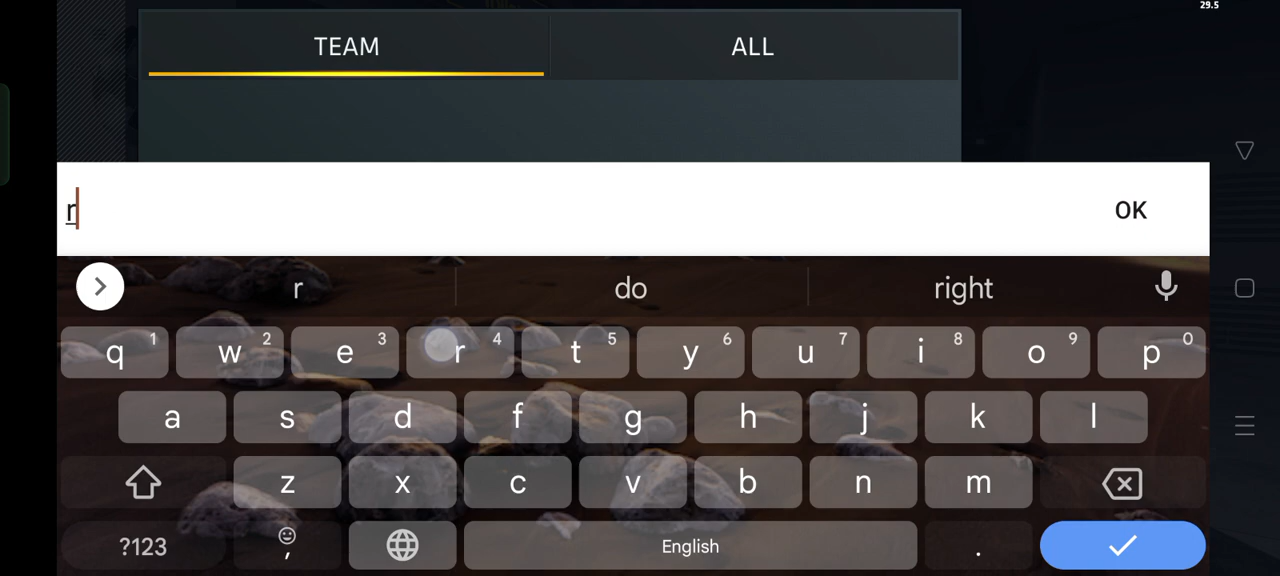 29.5
TEAM ALL
r OK
r do right
q 1 w 2 e 3 r 4 t 5 y 6 u 7 i 8 o 9 p 0
a s d f g h j k l
z x c v b n m
?123 , English .